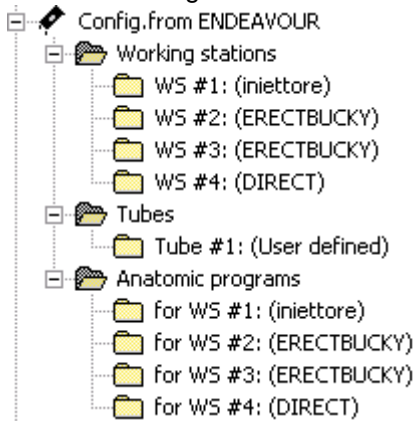 Config.from ENDEAVOUR
Working stations
WS #1: (iniettore)
WS #2: (ERECTBUCKY)
WS #3: (ERECTBUCKY)
WS #4: (DIRECT)
Tubes
Tube #1: (User defined)
Anatomic programs
for WS #1: (iniettore)
for WS #2: (ERECTBUCKY)
for WS #3: (ERECTBUCKY)
for WS #4: (DIRECT)